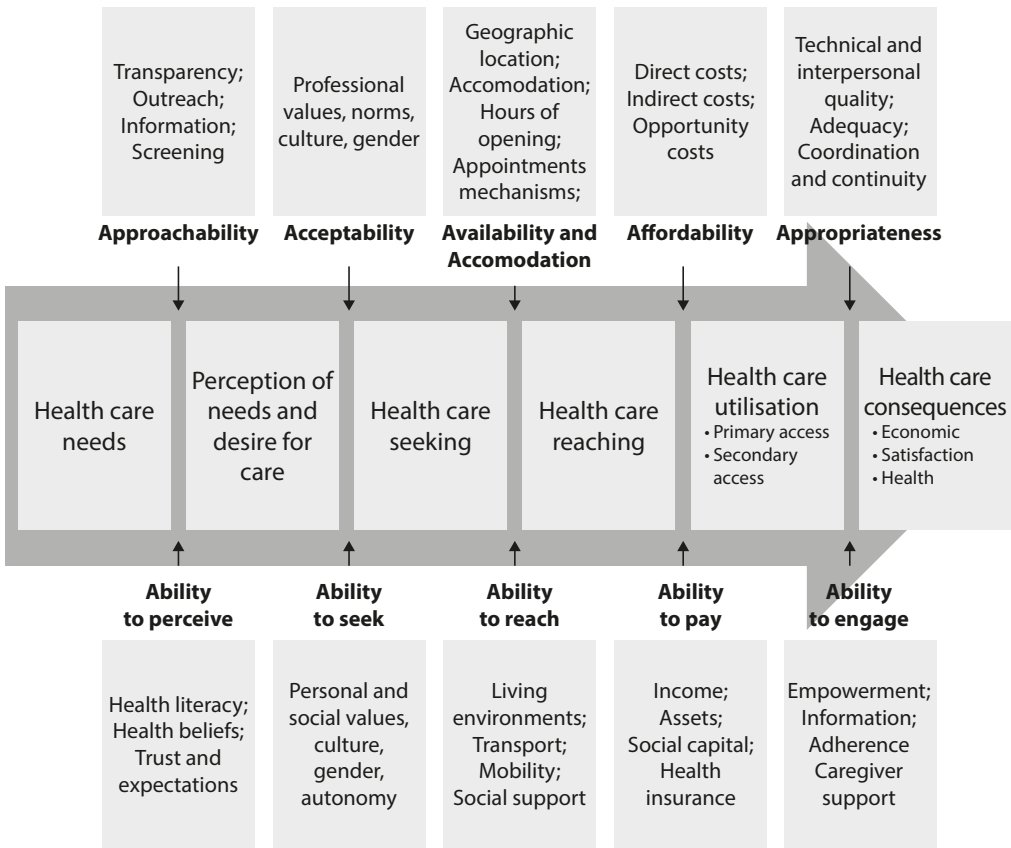 Transparency;
Outreach;
Information;
Screening
Professional
values, norms,
culture, gender
Geographic
location;
Accomodation;
Hours of
opening;
Appointments
mechanisms;
Direct costs;
Indirect costs;
Opportunity
costs
Technical and
interpersonal
quality;
Adequacy;
Coordination
and continuity
Approachability
Acceptability
Availability and
Accomodation
Affordability
Appropriateness
Health care
needs
Perception of
needs and
desire for
care
Health care
seeking
Health care
reaching
Health care
utilisation
• Primary access
• Secondary
access
Health care
consequences
• Economic
• Satisfaction
• Health
Ability
to perceive
Ability
to seek
Ability
to reach
Ability
to pay
Ability
to engage
Health literacy;
Health beliefs;
Trust and
expectations
Personal and
social values,
culture,
gender,
autonomy
Living
environments;
Transport;
Mobility;
Social support
Income;
Assets;
Social capital;
Health
insurance
Empowerment;
Information;
Adherence
Caregiver
support